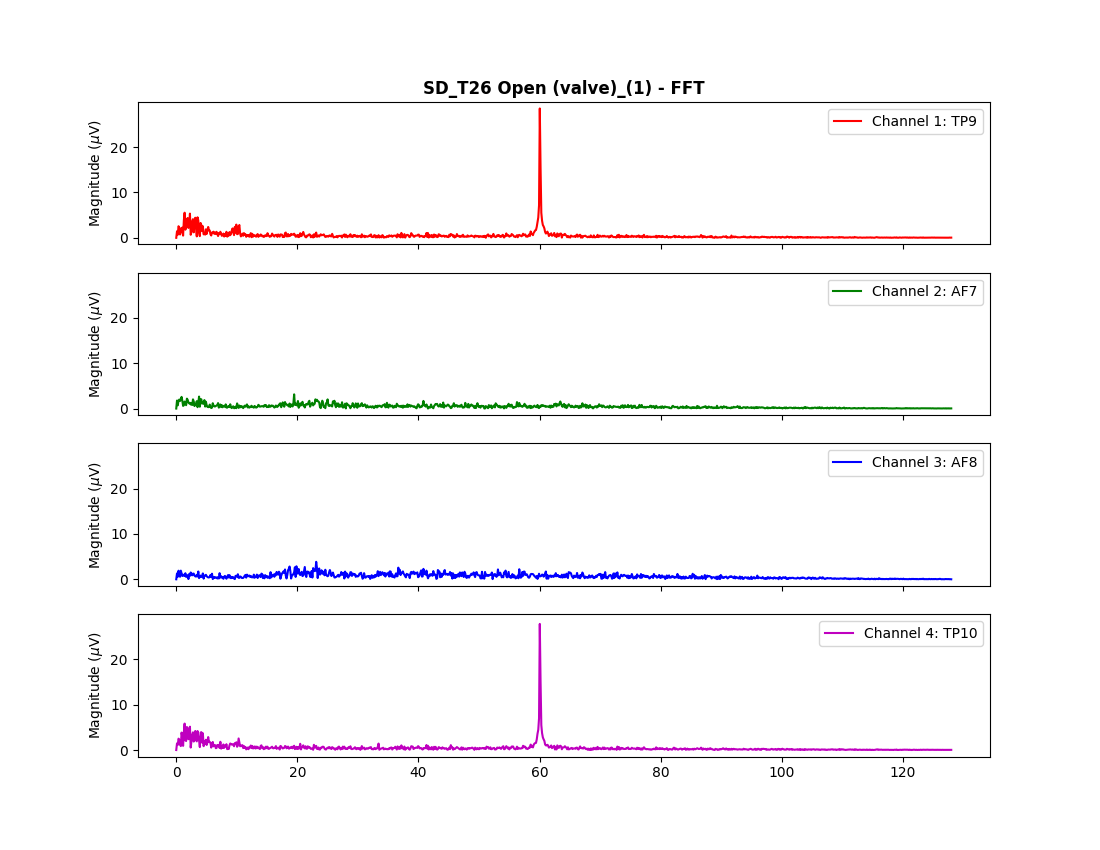 SD_T26 Open (valve)_(1) - FFT
Magnitude (μV)
20
10
0
Channel 1: TP9
Magnitude (μV)
20
10
0
Channel 2: AF7
Magnitude (μV)
20
10
0
Channel 3: AF8
Magnitude (μV)
20
10
0
Channel 4: TP10
0 20 40 60 80 100 120